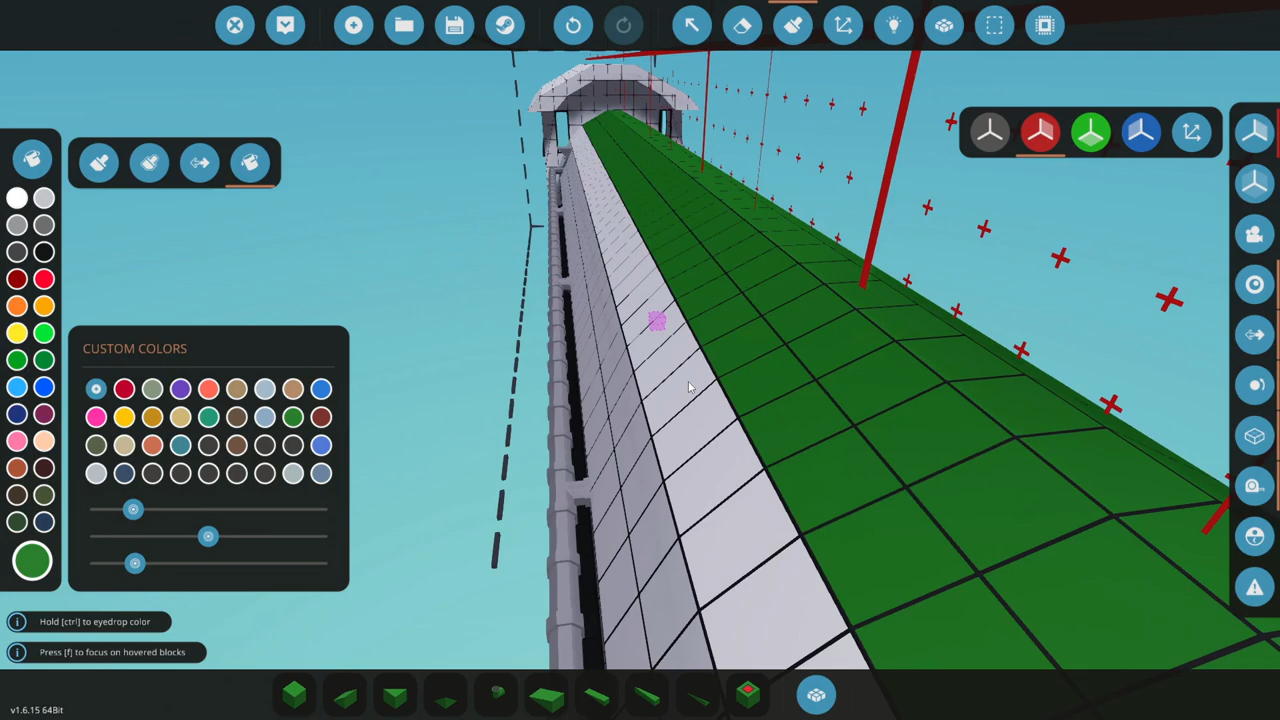 CUSTOM COLORS
Hold [ctrl] to eyedrop color
Press [f] to focus on hovered blocks
v1.6.15 64Bit